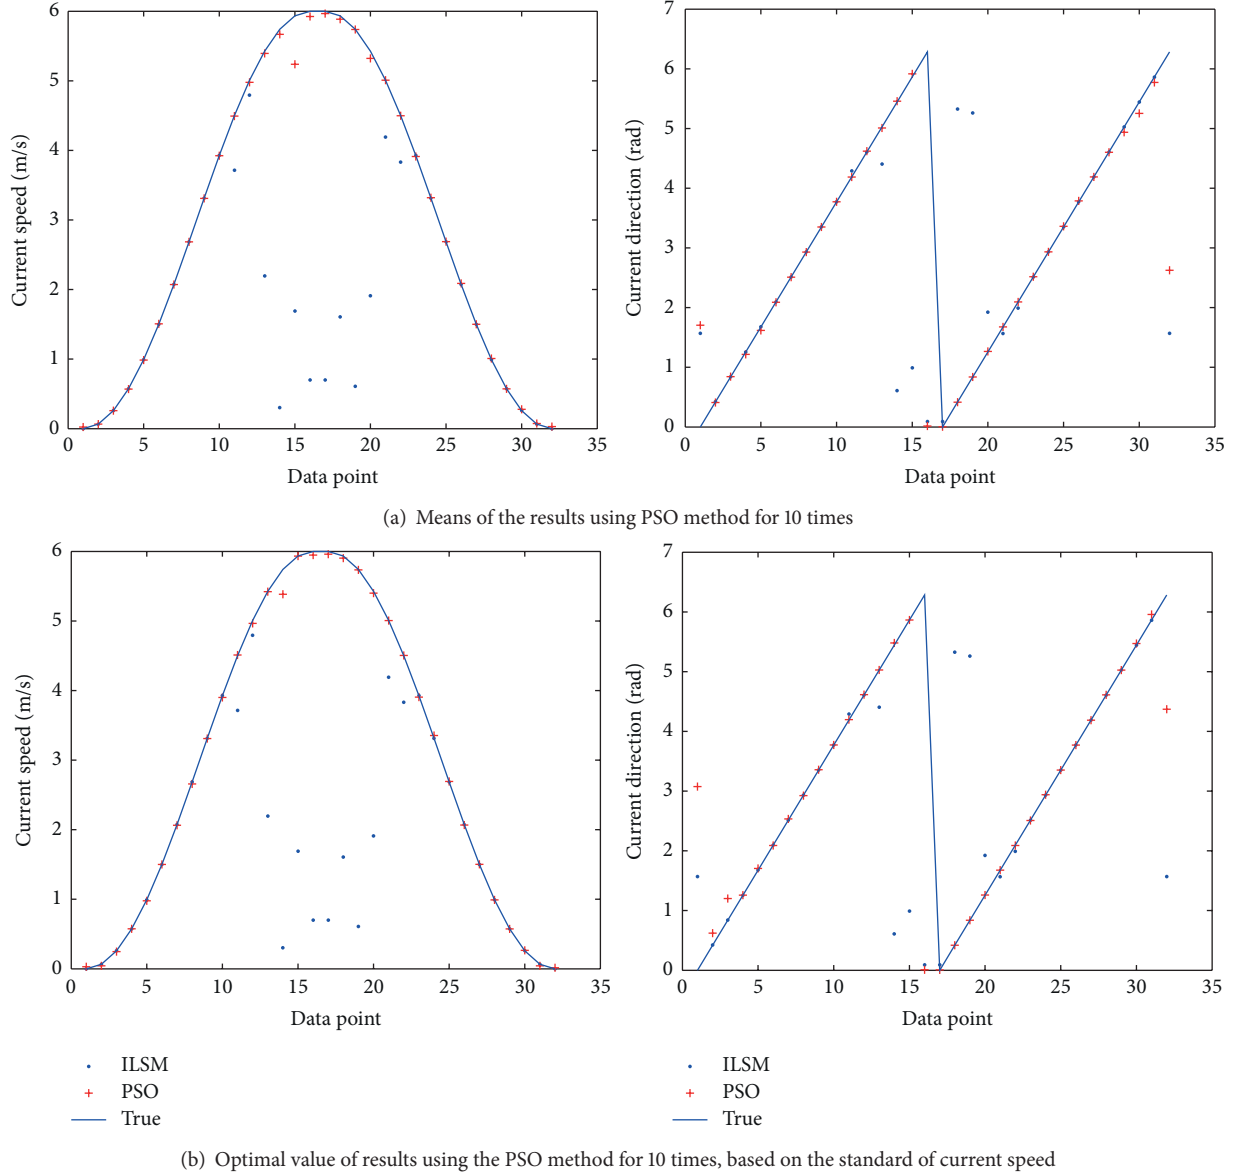 6
5
4
3
2
1
0
Current speed (m/s)
0 5 10 15 20 25 30 35
Data point
7
6
5
4
3
2
1
0
Current direction (rad)
0 5 10 15 20 25 30 35
Data point
(a) Means of the results using PSO method for 10 times
6
5
4
3
2
1
0
Current speed (m/s)
0 5 10 15 20 25 30 35
Data point
7
6
5
4
3
2
1
0
Current direction (rad)
0 5 10 15 20 25 30 35
Data point
ILSM
PSO
True
ILSM
PSO
True
(b) Optimal value of results using the PSO method for 10 times, based on the standard of current speed